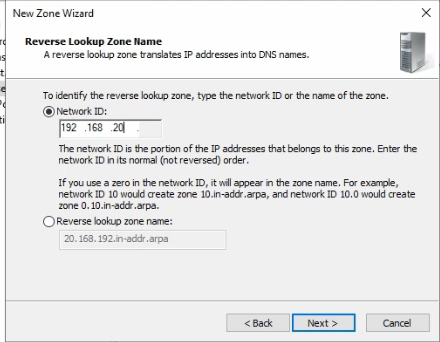 New Zone Wizard
Reverse Lookup Zone Name
A reverse lookup zone translates IP addresses into DNS names.
To identify the reverse lookup zone, type the network ID or the name of the zone.
Network ID:
192 .168 .20 .
The network ID is the portion of the IP addresses that belongs to this zone. Enter the
network ID in its normal (not reversed) order.
If you use a zero in the network ID, it will appear in the zone name. For example,
network ID 10 would create zone 10.in-addr.arpa, and network ID 10.0 would create
zone 0.10.in-addr.arpa.
Reverse lookup zone name:
20.168.192.in-addr.arpa
< Back
Next >
Cancel